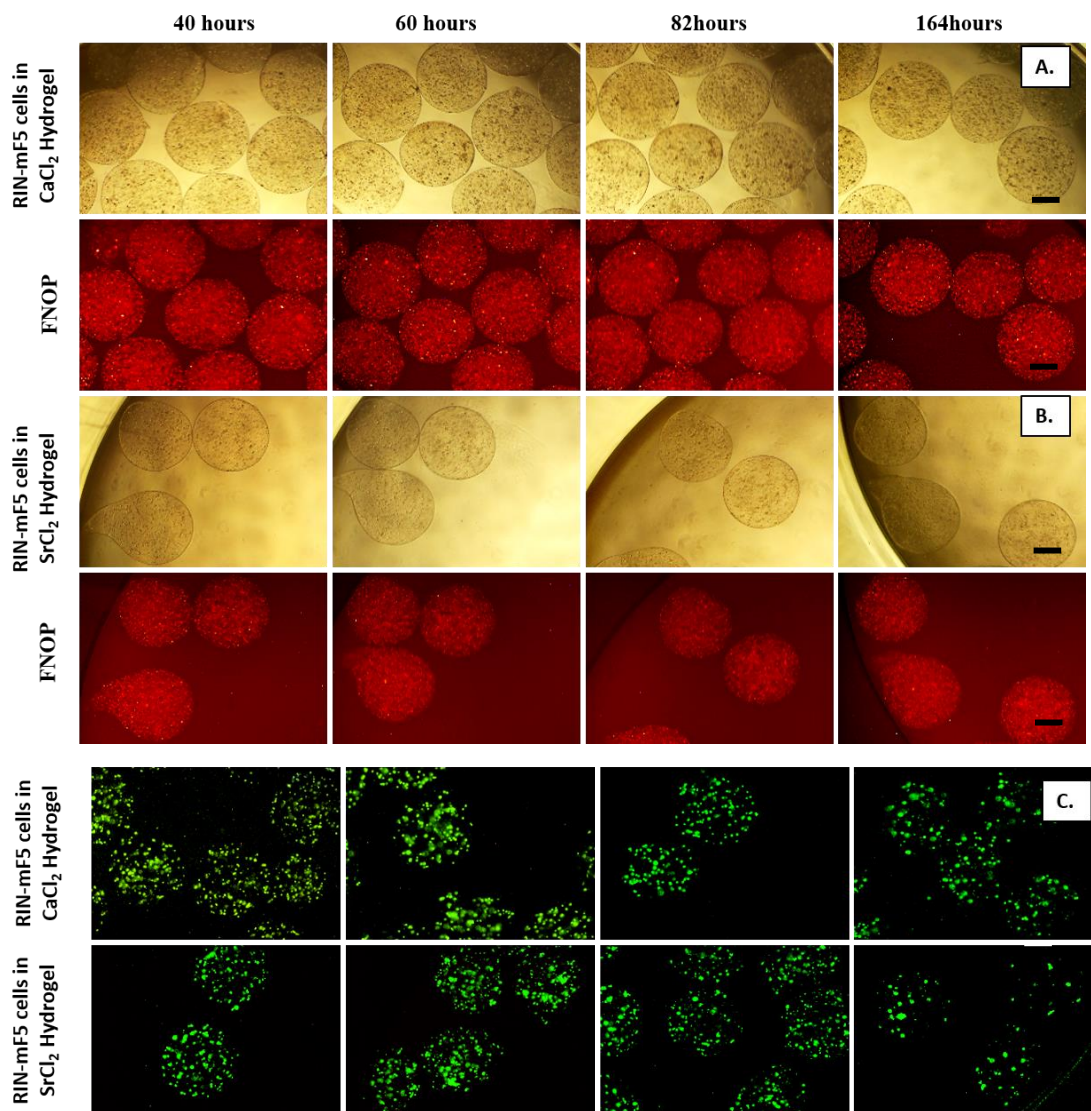 40 hours
60 hours
82hours
164hours
RIN-mF5 cells in
CaCl₂ Hydrogel
A.
FNOP
RIN-mF5 cells in
SrCl₂ Hydrogel
B.
FNOP
RIN-mF5 cells in
CaCl₂ Hydrogel
C.
RIN-mF5 cells in
SrCl₂ Hydrogel